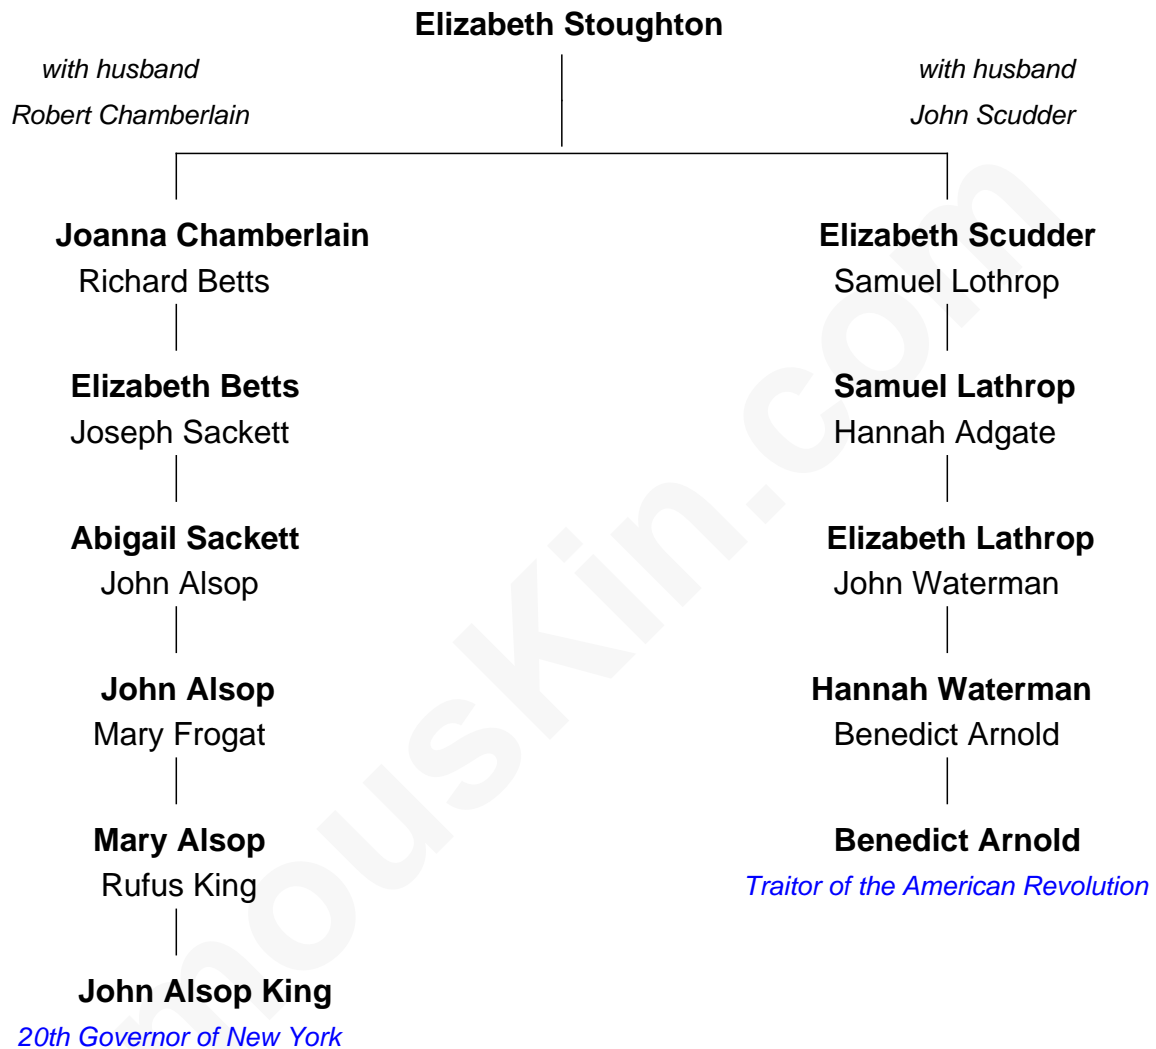 Elizabeth Stoughton
with husband
Robert Chamberlain
with husband
John Scudder
Joanna Chamberlain
Richard Betts
Elizabeth Scudder
Samuel Lothrop
Elizabeth Betts
Joseph Sackett
Samuel Lathrop
Hannah Adgate
Abigail Sackett
John Alsop
Elizabeth Lathrop
John Waterman
John Alsop
Mary Frogat
Hannah Waterman
Benedict Arnold
Mary Alsop
Rufus King
Benedict Arnold
Traitor of the American Revolution
John Alsop King
20th Governor of New York
mousKin.com